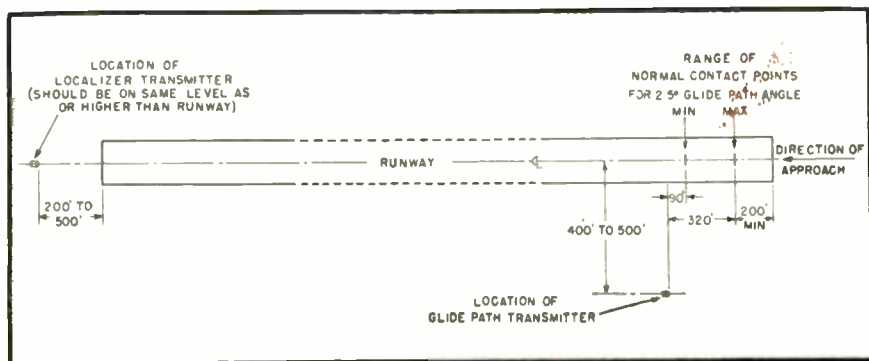 LOCATION OF
LOCALIZER TRANSMITTER
(SHOULD BE ON SAME LEVEL AS
OR HIGHER THAN RUNWAY)
RANGE OF
NORMAL CONTACT POINTS
FOR 2.5° GLIDE PATH ANGLE
MIN MAX
RUNWAY
DIRECTION OF
APPROACH
200' TO
500'
90'
320'
200'
MIN
400' TO 500'
LOCATION OF
GLIDE PATH TRANSMITTER